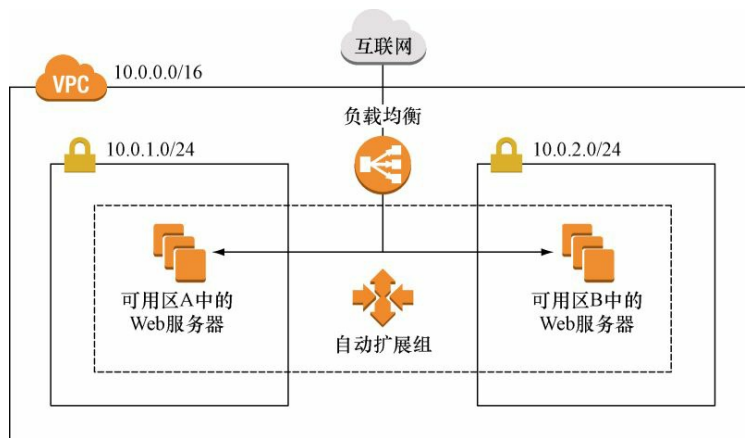 互联网
VPC
10.0.0.0/16
负载均衡
10.0.1.0/24
10.0.2.0/24
可用区A中的
Web服务器
可用区B中的
Web服务器
自动扩展组